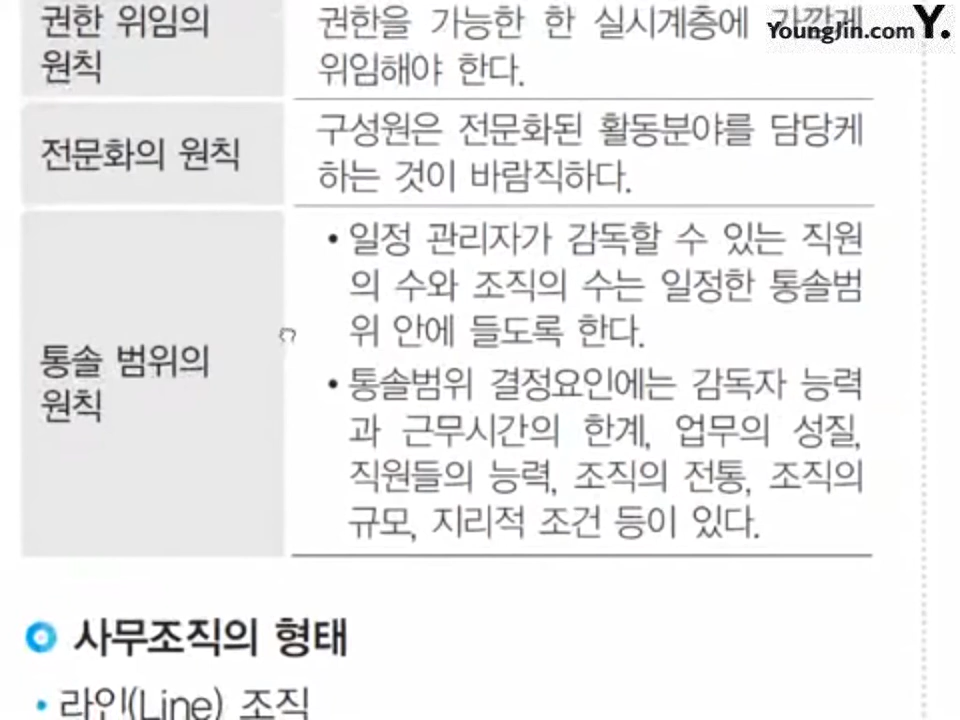 권한 위임의
원칙
권한을 가능한 한 실시계층에 가깝게
위임해야 한다.
YoungJin.com Y.
전문화의 원칙
구성원은 전문화된 활동분야를 담당케
하는 것이 바람직하다.
통솔 범위의
원칙
• 일정 관리자가 감독할 수 있는 직원
의 수와 조직의 수는 일정한 통솔범
위 안에 들도록 한다.
• 통솔범위 결정요인에는 감독자 능력
과 근무시간의 한계, 업무의 성질,
직원들의 능력, 조직의 전통, 조직의
규모, 지리적 조건 등이 있다.
사무조직의 형태
• 라인(Line) 조직